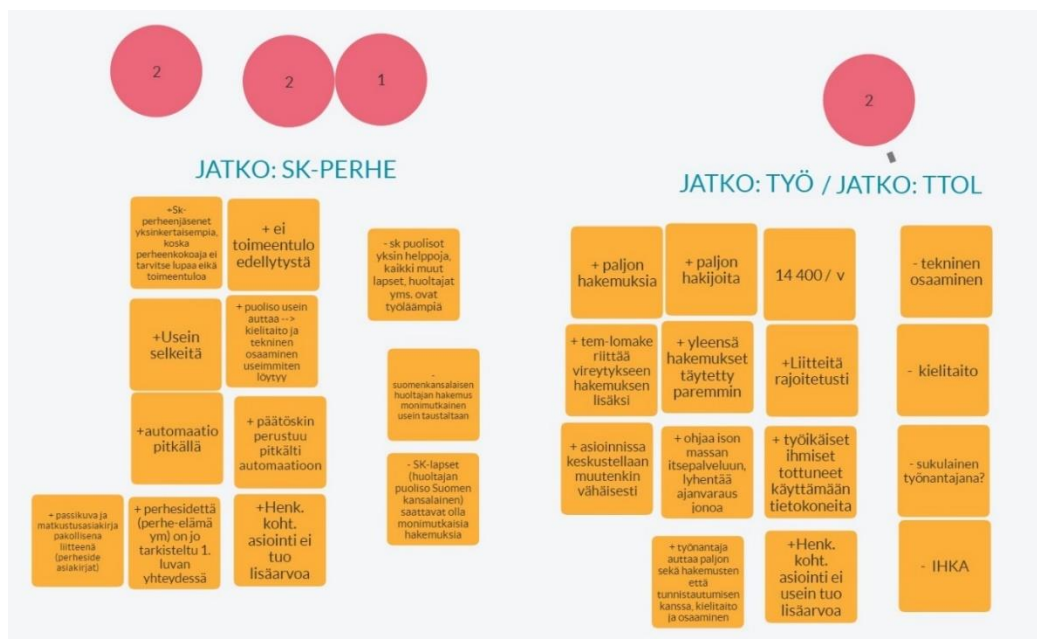 2
2
1
2
JATKO: SK-PERHE
+Sk-
perheenjäsenet
yksinkertaisempia,
koska
perheenkokoaja ei
tarvitse lupaa eikä
toimeentuloa
+ ei
toimeentulo
edellytystä
- sk puolisot
yksin helppoja,
kaikki muut
lapset, huoltajat
yms. ovat
työläämpiä
+Usein
selkeitä
+ puoliso usein
auttaa -->
kielitaito ja
tekninen
osaaminen
useimmiten
löytyy
-
suomenkansalaisen
huoltajan hakemus
monimutkainen
usein taustaltaan
+automaatio
pitkällä
+ päätöskin
perustuu
pitkälti
automaatioon
- SK-lapset
(huoltajan
puoliso Suomen
kansalainen)
saattavat olla
monimutkaisia
hakemuksia
+ passikuva ja
matkustusasiakirja
pakollisena
liitteenä
(perheside
asiakirjat)
+ perhesidettä
(perhe-elämä
ym) on jo
tarkisteltu 1.
luvan
yhteydessä
+Henk.
koht.
asiointi ei
tuo
lisäarvoa
JATKO: TYÖ / JATKO: TTOL
+ paljon
hakemuksia
+ paljon
hakijoita
14 400 / v
- tekninen
osaaminen
+ tem-lomake
riittää
vireytykseen
hakemuksen
lisäksi
+ yleensä
hakemukset
täytetty
paremmin
+Liitteitä
rajoitetusti
- kielitaito
+ asioinnissa
keskustellaan
muutenkin
vähäisesti
+ ohjaa ison
massan
itsepalveluun,
lyhentää
ajanvaraus
jonoa
+ työikäiset
ihmiset
tottuneet
käyttämään
tietokoneita
- sukulainen
työnantajana?
+ työnantaja
auttaa paljon
sekä hakemusten
että
tunnistautumisen
kanssa, kielitaito
ja osaaminen
+Henk.
koht.
asiointi ei
usein tuo
lisäarvoa
- IHKA